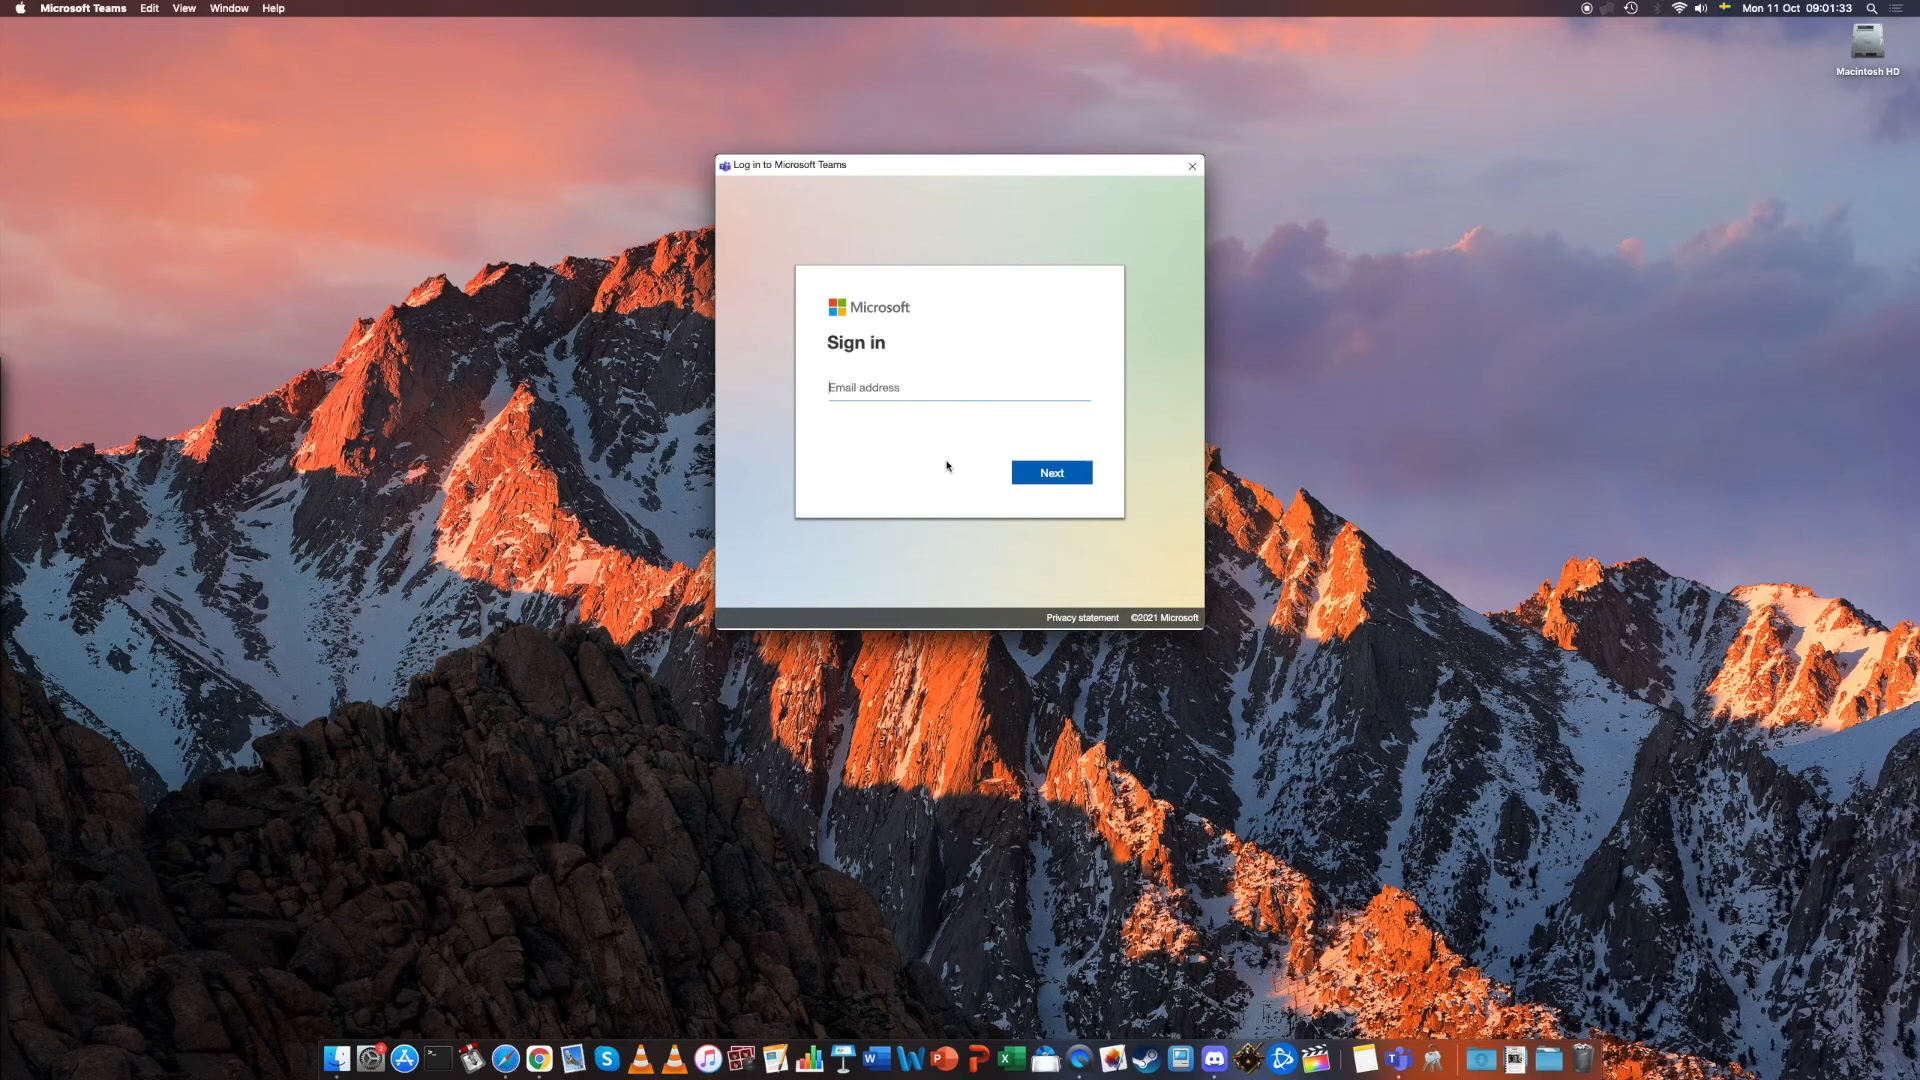 Microsoft Teams Edit View Window Help
Mon 11 Oct 09:01:33
Macintosh HD
Log in to Microsoft Teams
Microsoft
Sign in
Email address
Next
Privacy statement ©2021 Microsoft